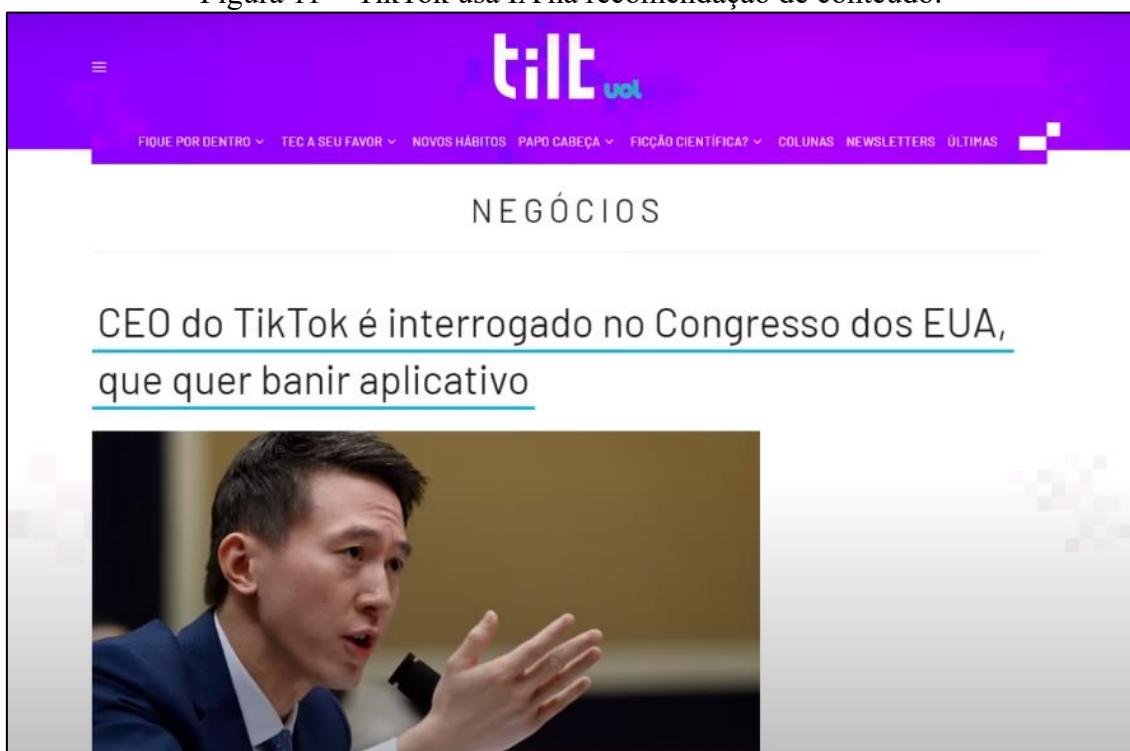 Figura 11 – TikTok usa IA na recomendação de conteúdo.
tilt uol
FIQUE POR DENTRO TEC A SEU FAVOR NOVOS HÁBITOS PAPO CABEÇA FICÇÃO CIENTÍFICA? COLUNAS NEWSLETTERS ÚLTIMAS
NEGÓCIOS
CEO do TikTok é interrogado no Congresso dos EUA,
que quer banir aplicativo